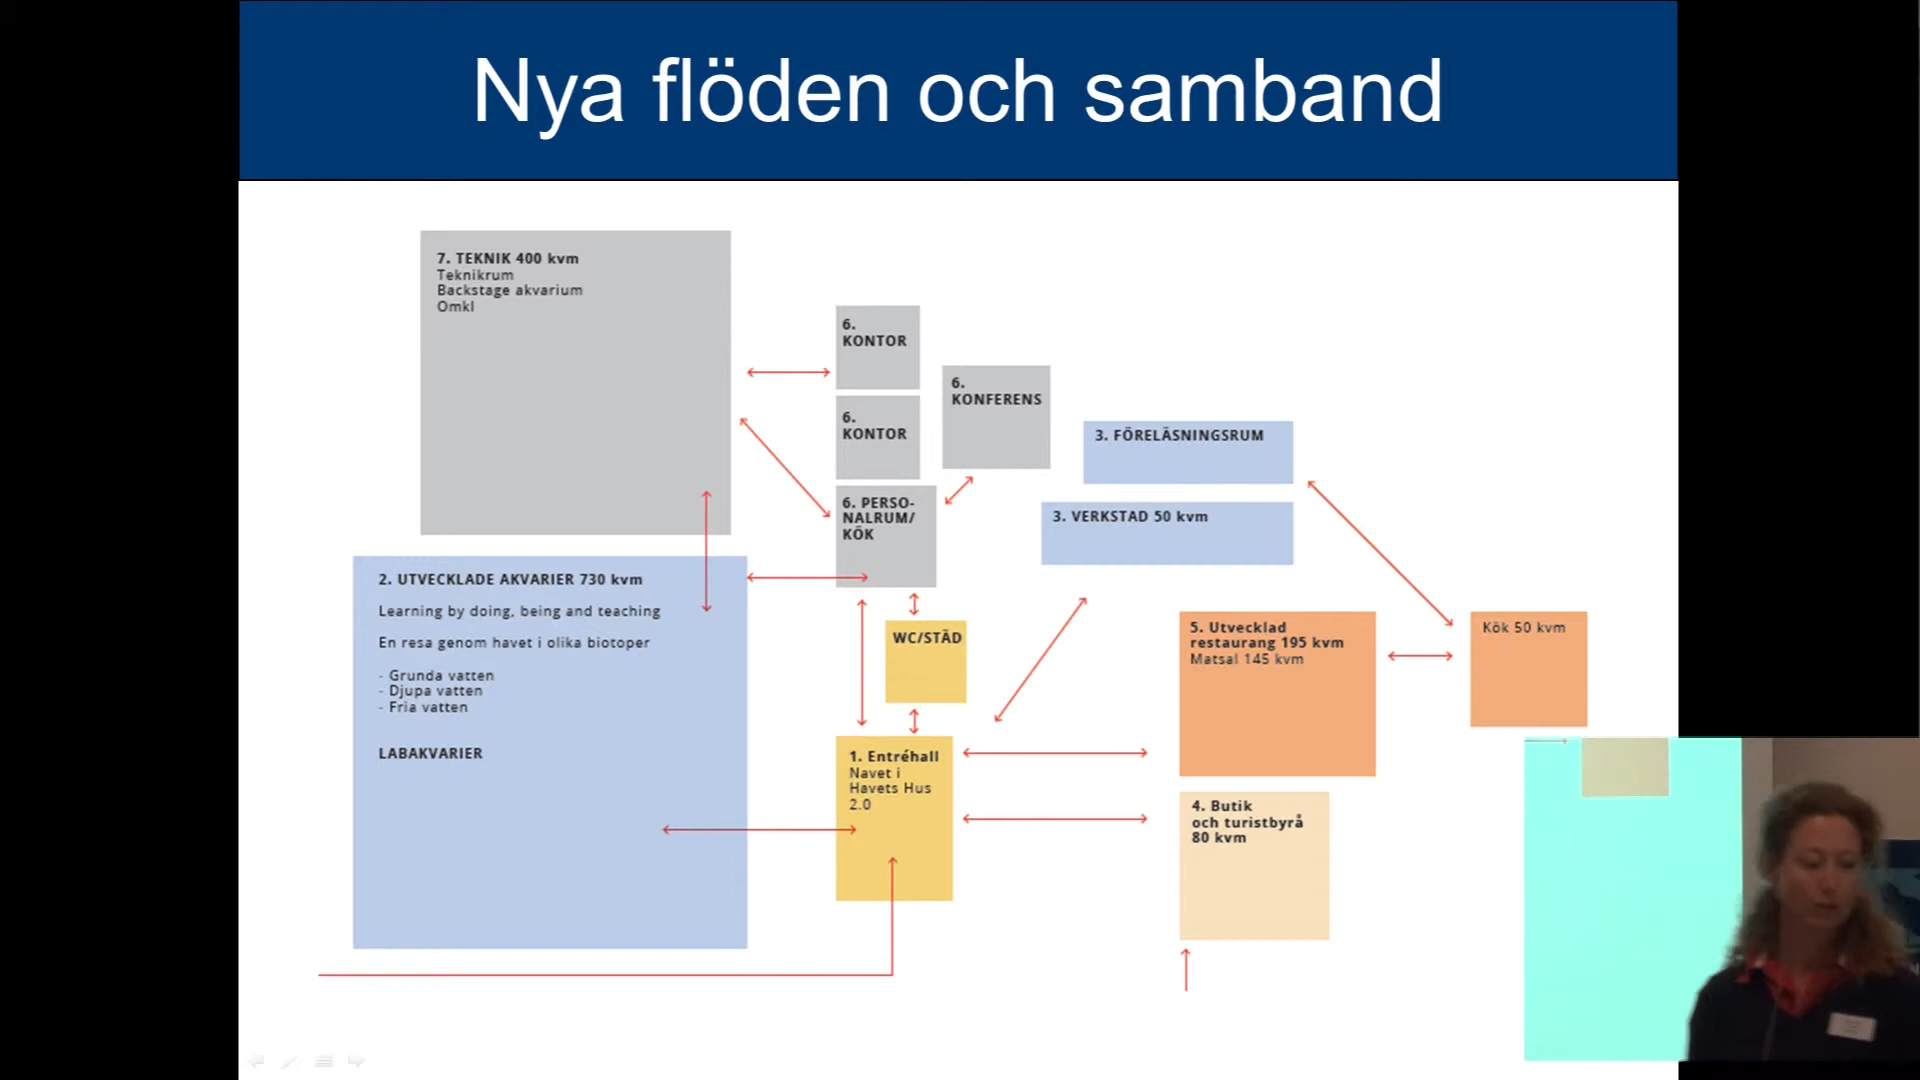 Nya flöden och samband
7. TEKNIK 400 kvm
Teknikrum
Backstage akvarium
Omkl
6.
KONTOR
6.
KONTOR
6.
KONFERENS
6. PERSO-
NALRUM/
KÖK
3. FÖRELÄSNINGSRUM
3. VERKSTAD 50 kvm
2. UTVECKLADE AKVARIER 730 kvm
Learning by doing, being and teaching
En resa genom havet i olika biotoper
- Grunda vatten
- Djupa vatten
- Fria vatten
LABAKVARIER
WC/STÄD
1. Entréhall
Navet i
Havets Hus
2.0
5. Utvecklad
restaurang 195 kvm
Matsal 145 kvm
Kök 50 kvm
4. Butik
och turistbyrå
80 kvm